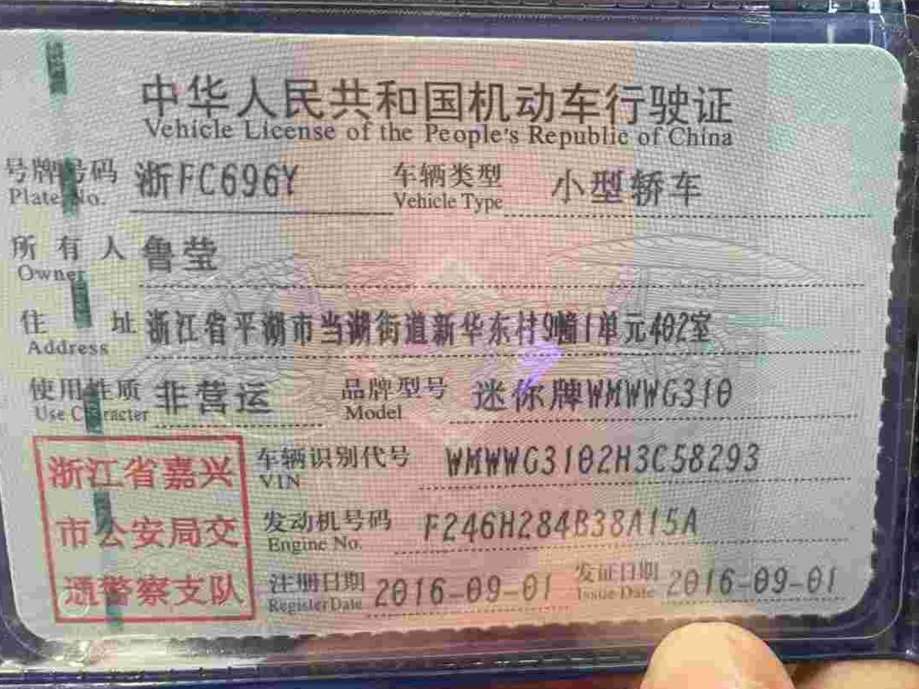 中华人民共和国机动车行驶证
Vehicle License of the People's Republic of China
号牌号码 浙FC696Y 车辆类型 小型轿车
Plate No. Vehicle Type
所有人 鲁莹
Owner
住址 浙江省平湖市当湖街道新华东村9幢1单元402室
Address
使用性质 非营运 品牌型号 迷你牌WMWWG310
Use Character Model
浙江省嘉兴
市公安局交
通警察支队
车辆识别代号 WMWWG3102H3C58293
VIN
发动机号码 F246H284B38A15A
Engine No.
注册日期 2016-09-01 发证日期 2016-09-01
Register Date Issue Date